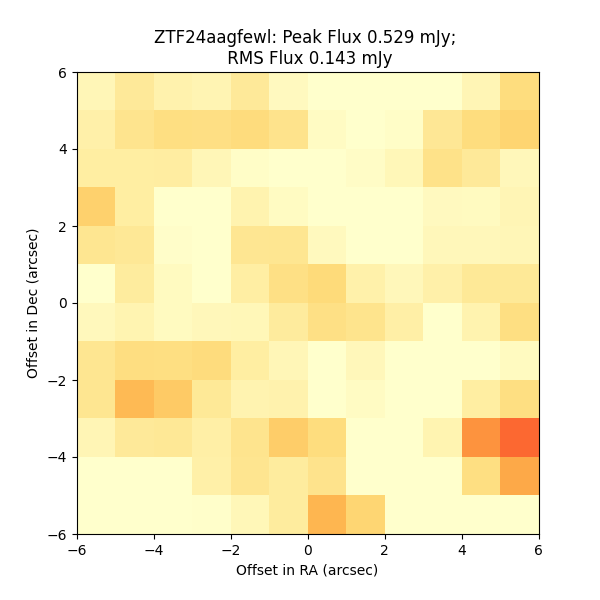 ZTF24aagfewl: Peak Flux 0.529 mJy;
RMS Flux 0.143 mJy
6
4
2
0
−2
−4
−6
Offset in Dec (arcsec)
−6 −4 −2 0 2 4 6
Offset in RA (arcsec)